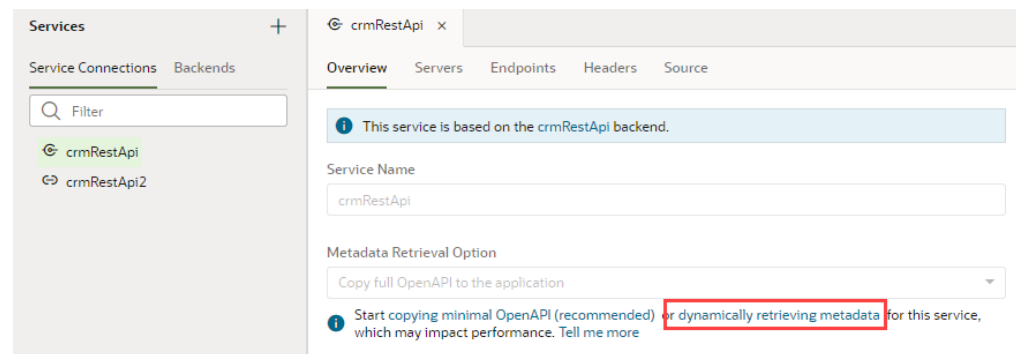 Services
Service Connections Backends
Filter
crmRestApi
crmRestApi2
crmRestApi ×
Overview Servers Endpoints Headers Source
This service is based on the crmRestApi backend.
Service Name
crmRestApi
Metadata Retrieval Option
Copy full OpenAPI to the application
Start copying minimal OpenAPI (recommended) or dynamically retrieving metadata for this service,
which may impact performance. Tell me more